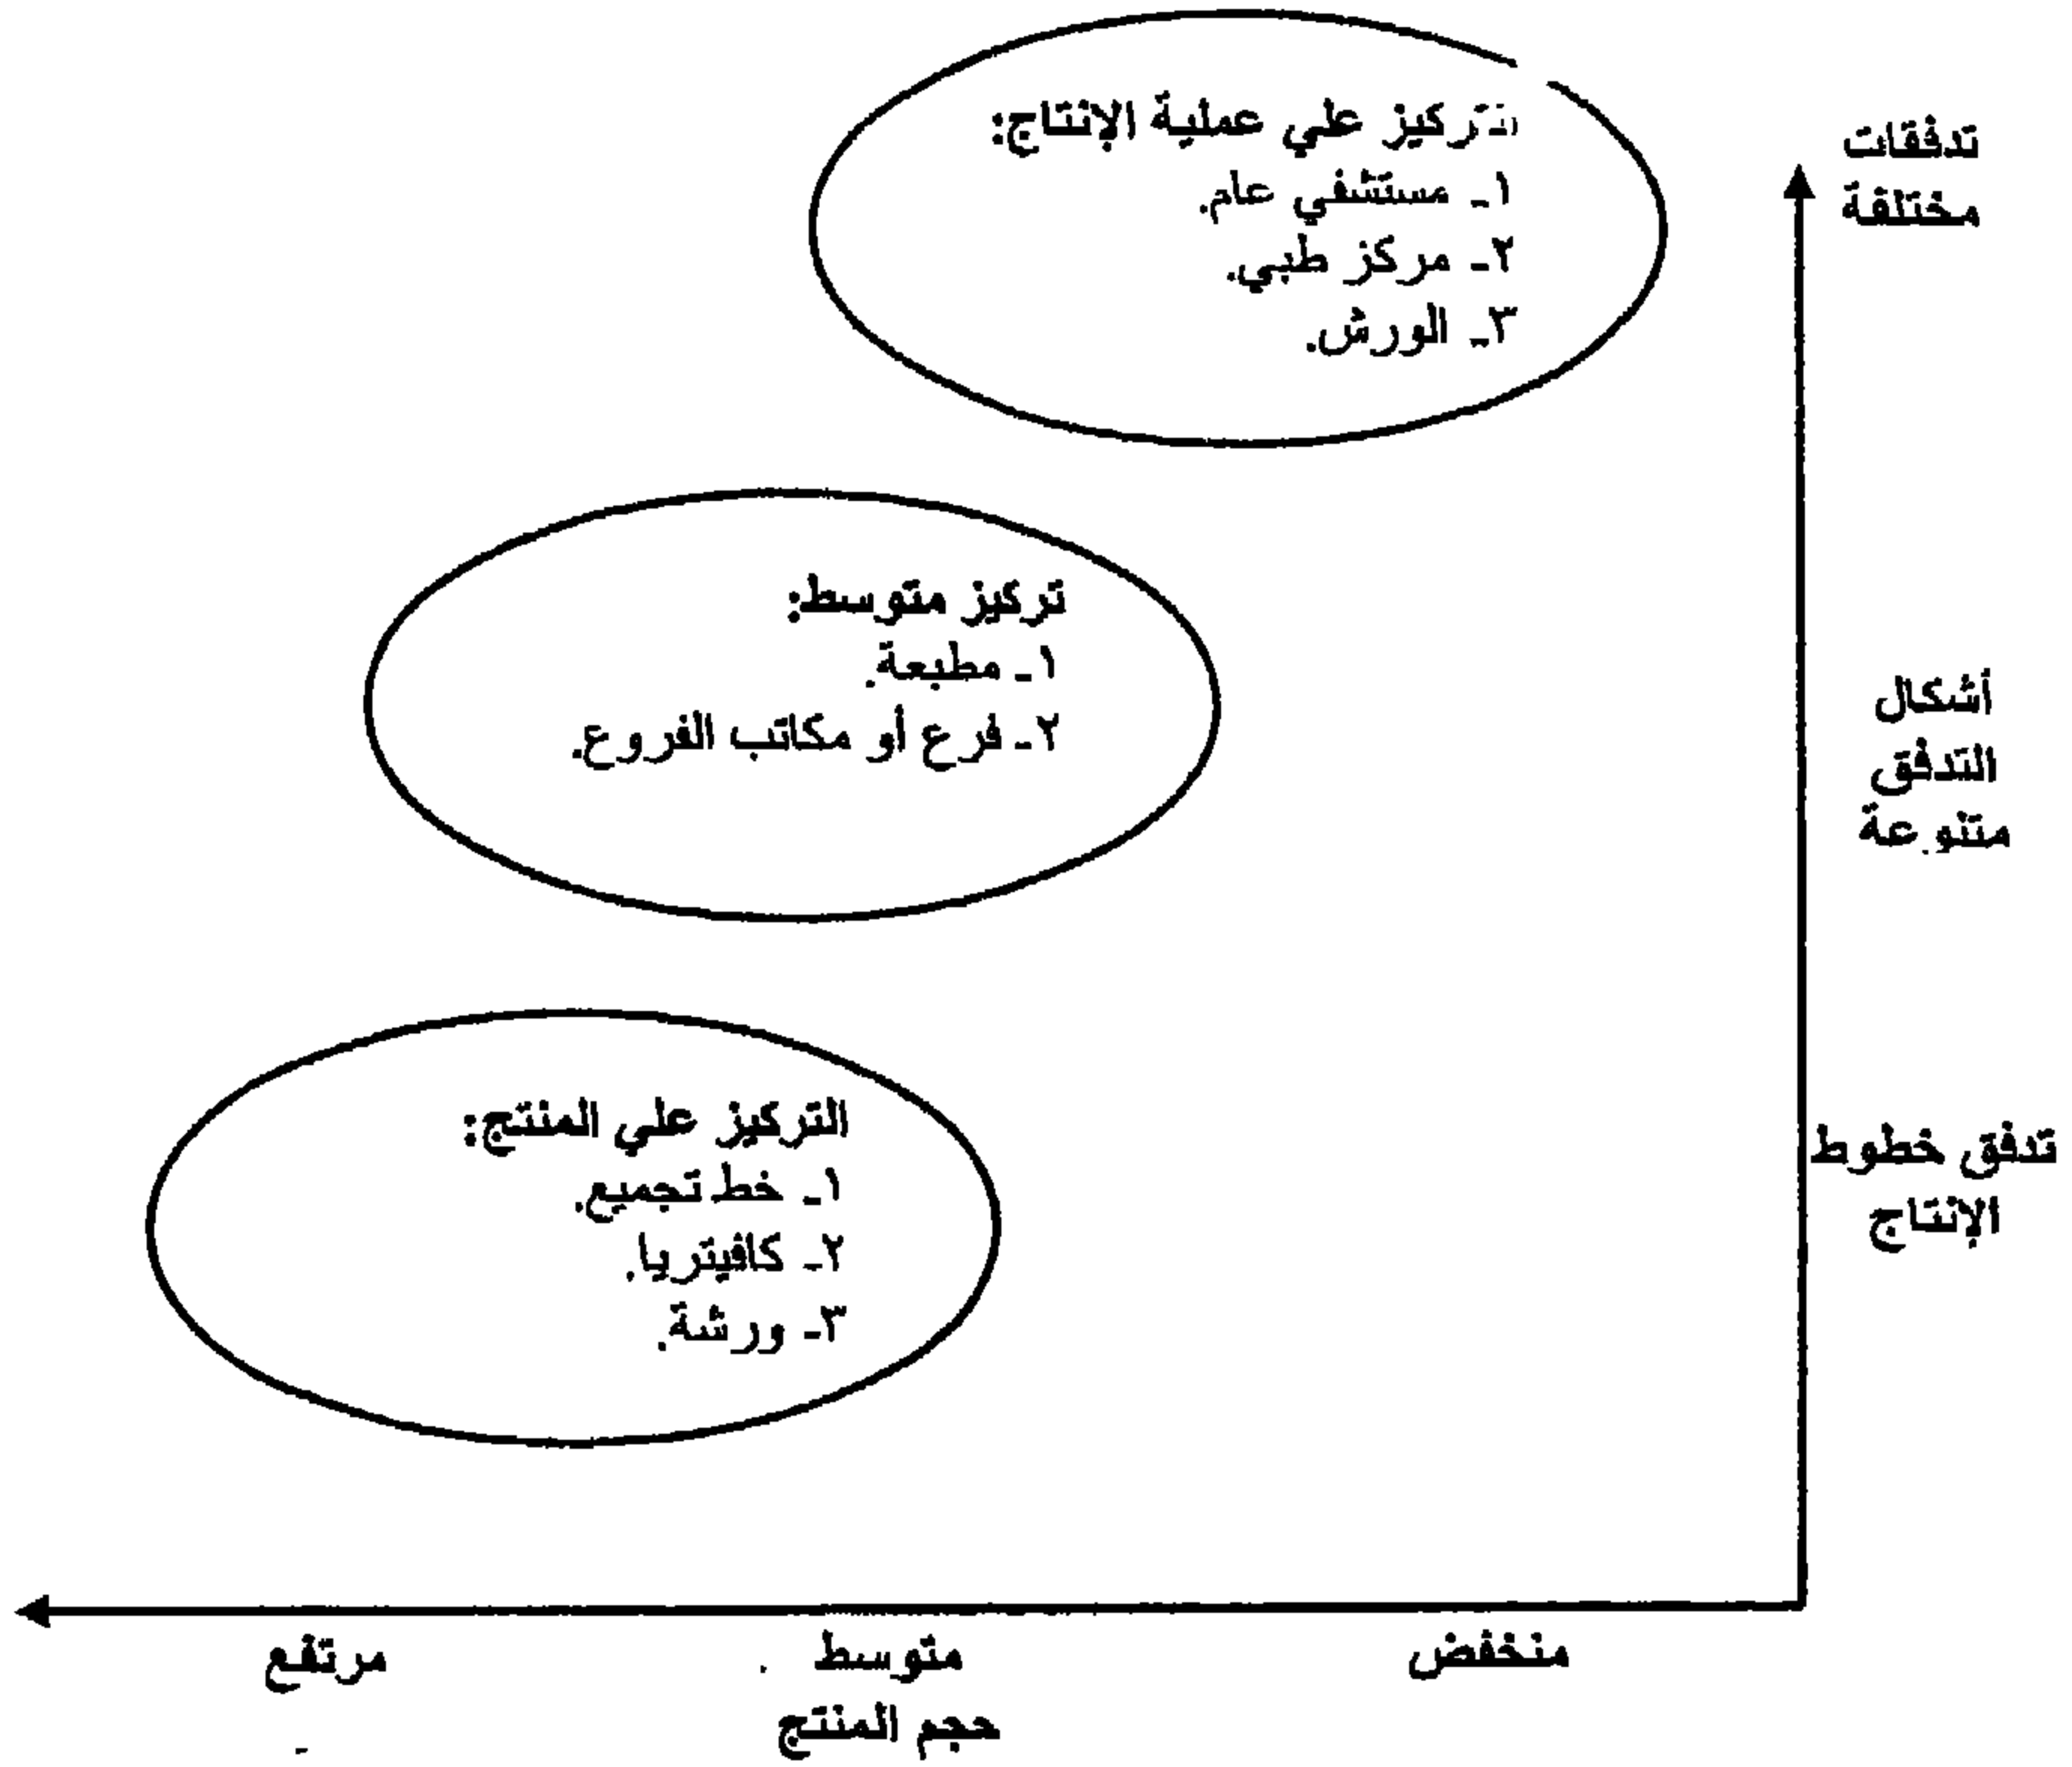 تدفقات
مختلفة
التركيز علي عملية الإنتاج:
١ـ مستشفي عام.
٢ـ مركز طبي.
٣ـ الورش.
أشكال
التدفق
متنوعة
تركيز متوسط:
١ـ مطبعة.
٢ـ فرع أو مكاتب الفروع.
تدفق خطوط
الإنتاج
التركيز علي المنتج:
١ـ خط تجميع.
٢ـ كافيتريا.
٣ـ ورشة.
منخفض
متوسط
مرتفع
حجم المنتج